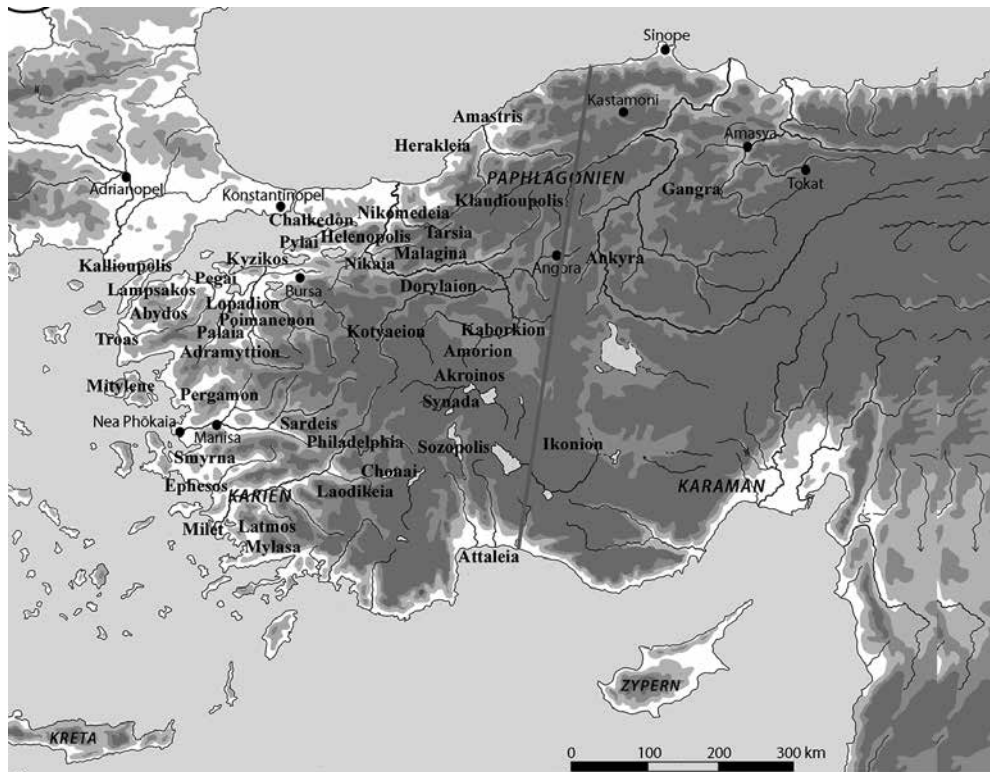 Sinope
Kastamoni
Amastris
Amasya
Herakleia
PAPHLAGONIEN
Tokat
Adrianopel
Gangra
Konstantinopel
Klaudioupolis
Chalkedon
Nikomedeia
Tarsia
Pylai
Helenopolis
Malagina
Kyzikos
Nikaia
Angora
Ankyra
Kallioupolis
Pegai
Bursa
Dorylaion
Lampsakos
Lopadion
Abydos
Poimanenon
Palaia
Kotyaeion
Kaborkion
Troas
Adramyttion
Amorion
Akroinos
Mitylene
Pergamon
Synada
Nea Phōkaia
Manisa
Sardeis
Philadelphia
Sozopolis
Ikonion
Smyrna
Chonai
Ephesos
KARIEN
Laodikeia
KARAMAN
Milet
Latmos
Mylasa
Attaleia
ZYPERN
KRETA
0 100 200 300 km